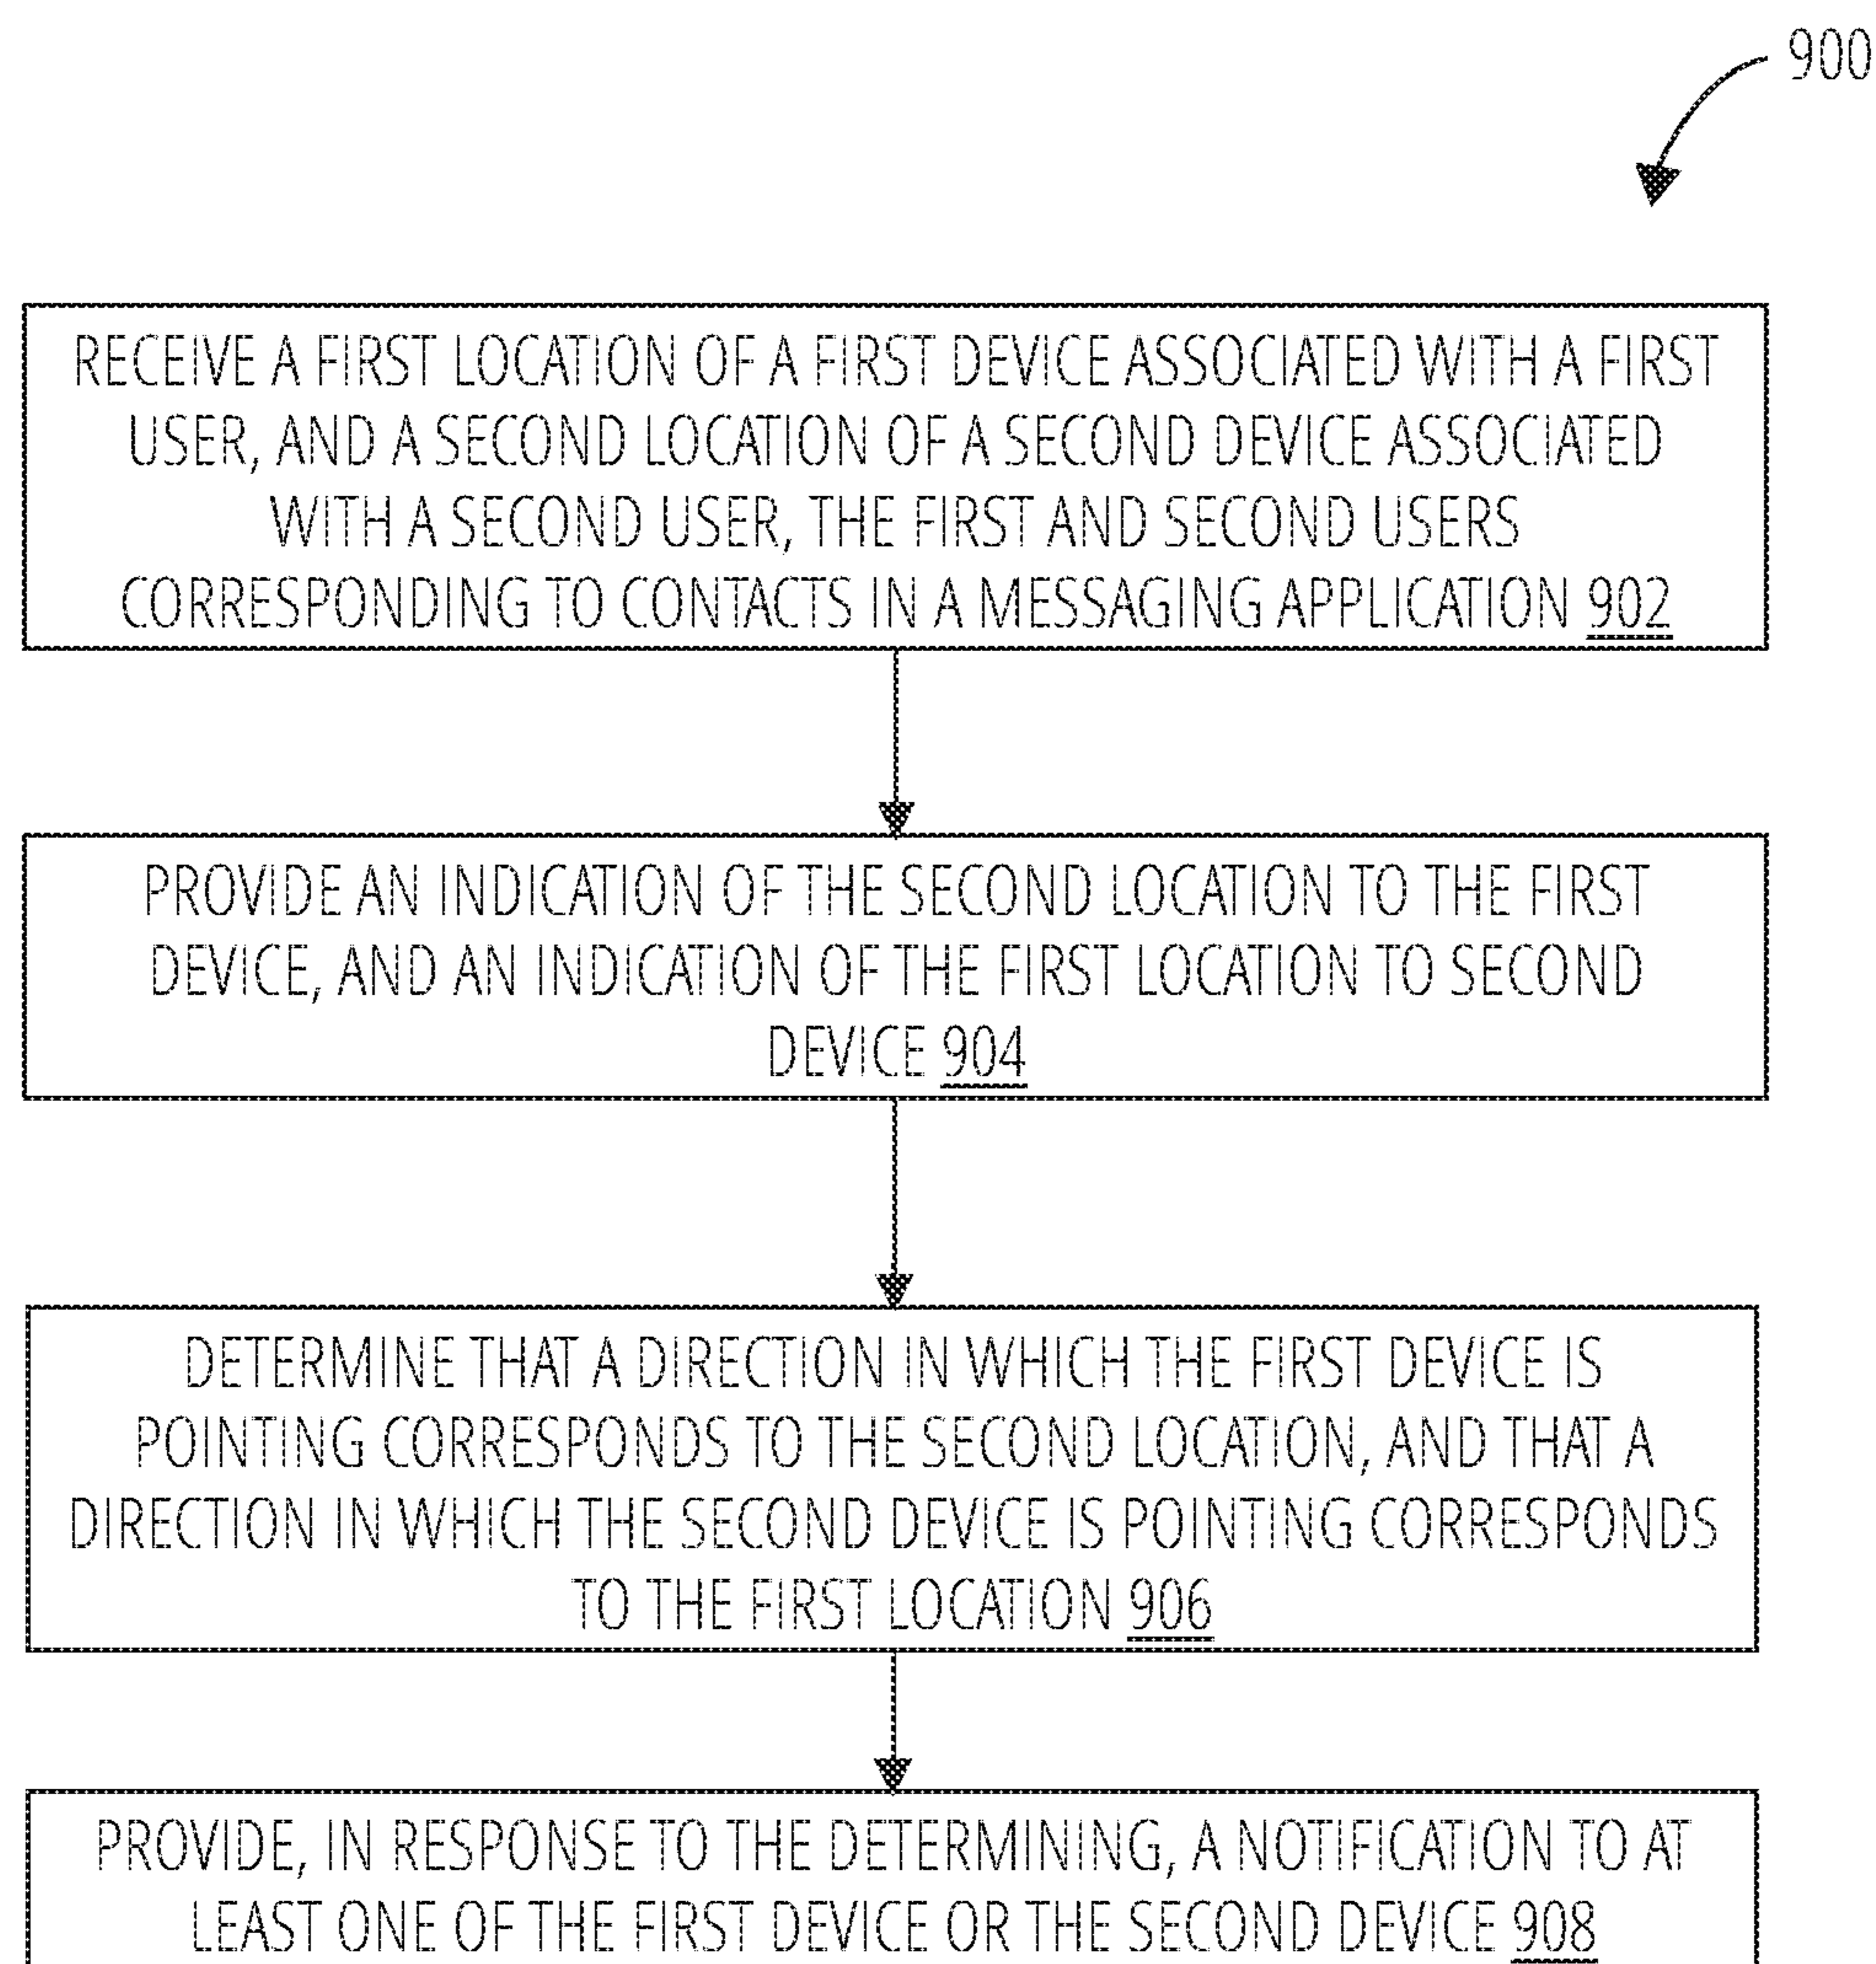 900
RECEIVE A FIRST LOCATION OF A FIRST DEVICE ASSOCIATED WITH A FIRST
USER, AND A SECOND LOCATION OF A SECOND DEVICE ASSOCIATED
WITH A SECOND USER, THE FIRST AND SECOND USERS
CORRESPONDING TO CONTACTS IN A MESSAGING APPLICATION 902
PROVIDE AN INDICATION OF THE SECOND LOCATION TO THE FIRST
DEVICE, AND AN INDICATION OF THE FIRST LOCATION TO SECOND
DEVICE 904
DETERMINE THAT A DIRECTION IN WHICH THE FIRST DEVICE IS
POINTING CORRESPONDS TO THE SECOND LOCATION, AND THAT A
DIRECTION IN WHICH THE SECOND DEVICE IS POINTING CORRESPONDS
TO THE FIRST LOCATION 906
PROVIDE, IN RESPONSE TO THE DETERMINING, A NOTIFICATION TO AT
LEAST ONE OF THE FIRST DEVICE OR THE SECOND DEVICE 908